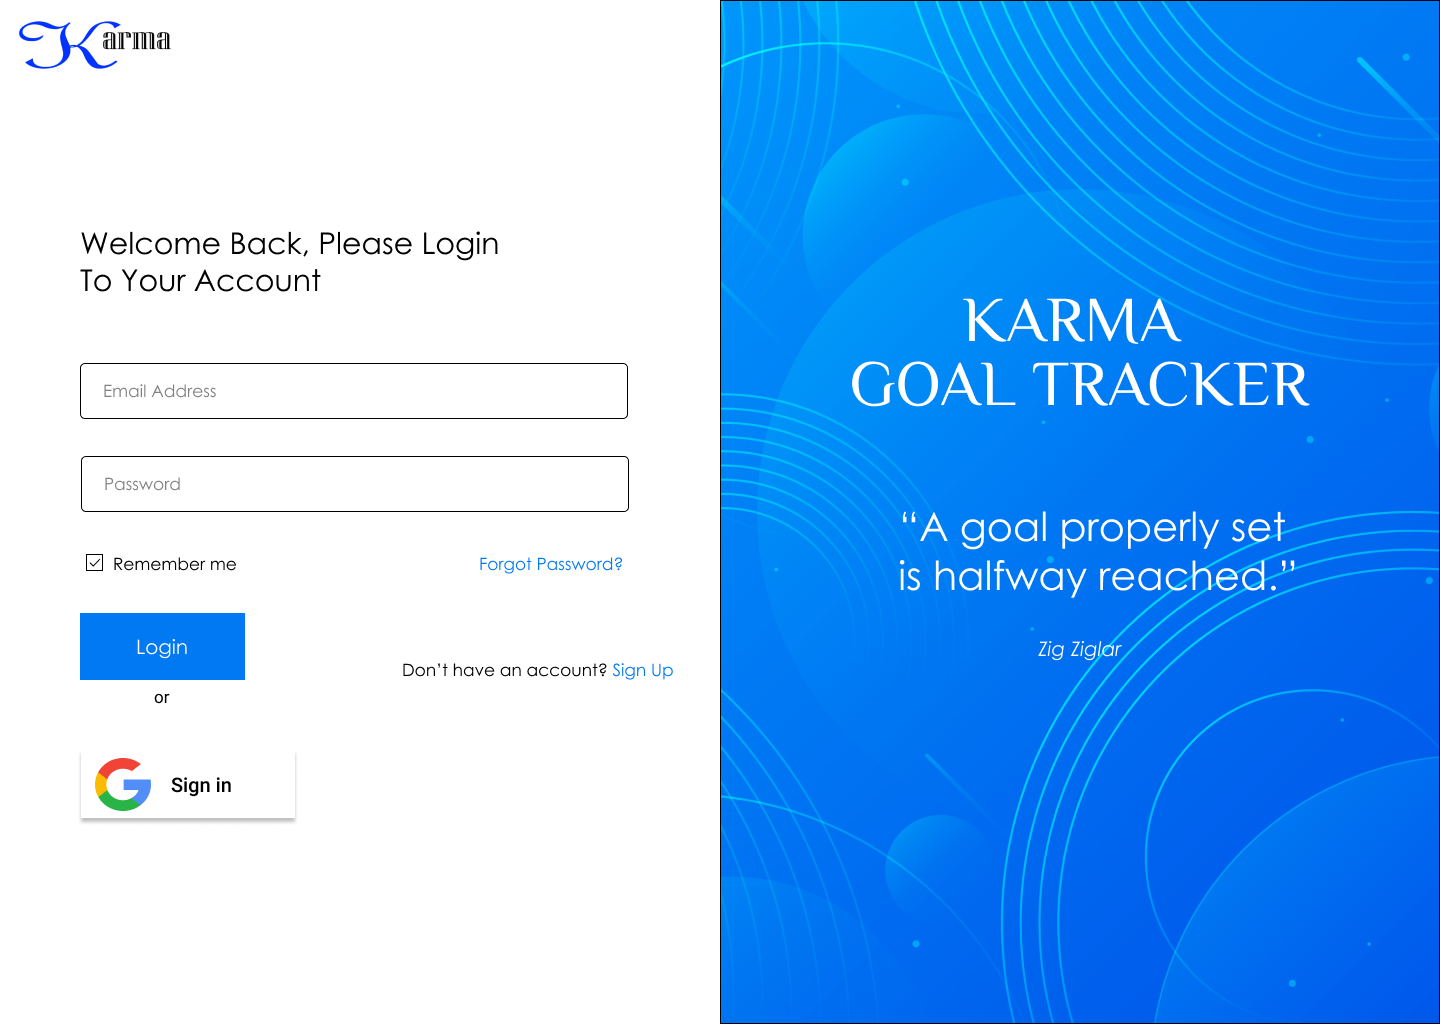 Karma
Welcome Back, Please Login
To Your Account
Email Address
Password
Remember me
Forgot Password?
Login
Don’t have an account? Sign Up
or
Sign in
KARMA
GOAL TRACKER
“A goal properly set
is halfway reached.”
Zig Ziglar